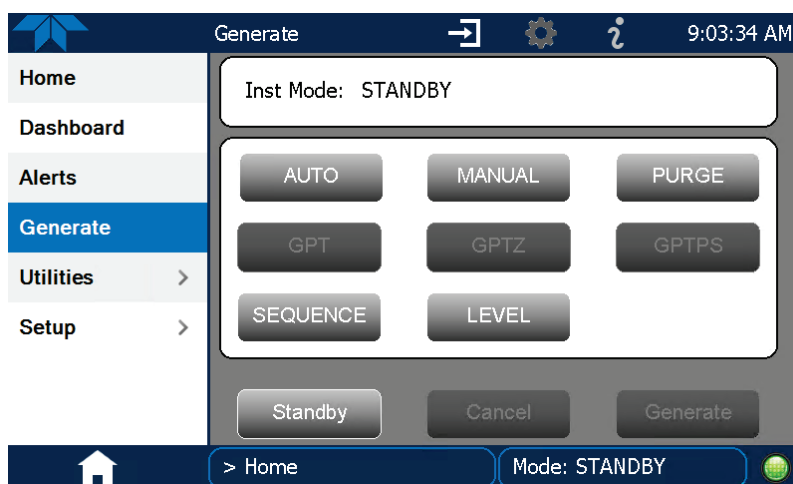 Generate 9:03:34 AM
Home
Dashboard
Alerts
Generate
Utilities >
Setup >
Inst Mode: STANDBY
AUTO MANUAL PURGE
GPT GPTZ GPTPS
SEQUENCE LEVEL
Standby Cancel Generate
> Home Mode: STANDBY